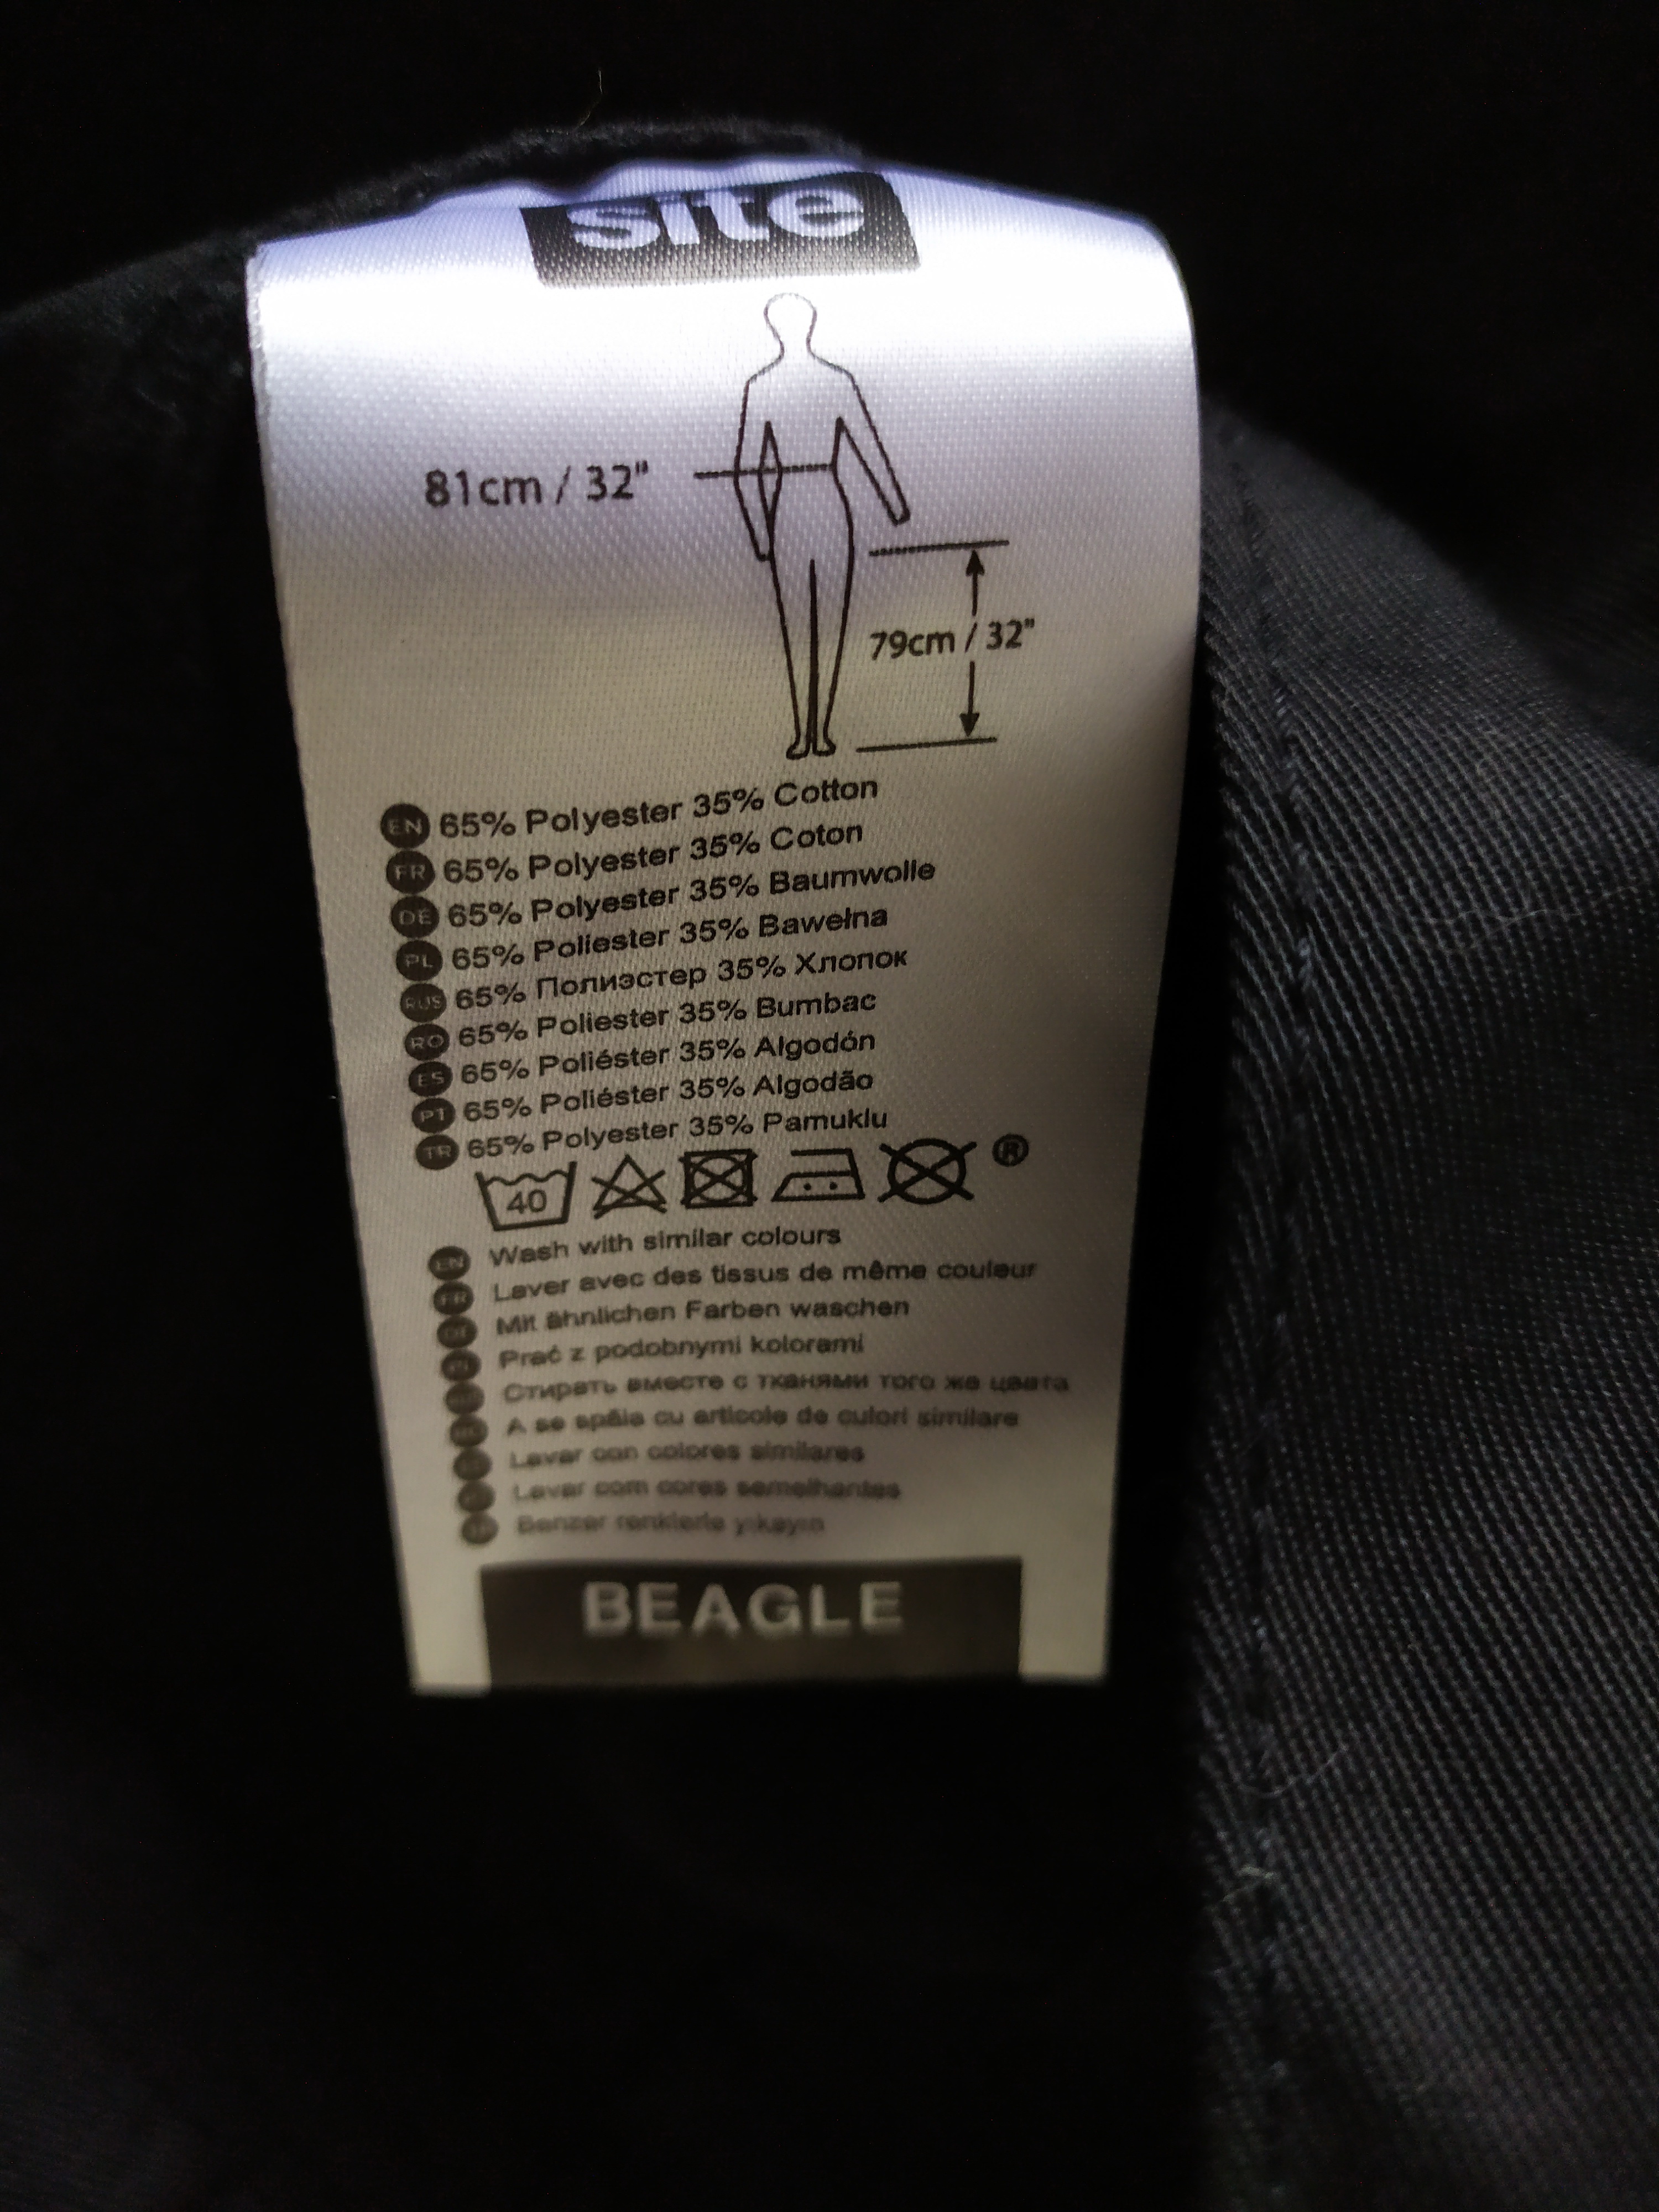 site
81cm / 32"
79cm / 32"
EN 65% Polyester 35% Cotton
FR 65% Polyester 35% Coton
DE 65% Polyester 35% Baumwolle
PL 65% Poliester 35% Bawełna
RUS 65% Полиэстер 35% Хлопок
RO 65% Poliester 35% Bumbac
ES 65% Poliéster 35% Algodón
PT 65% Poliéster 35% Algodão
TR 65% Polyester 35% Pamuklu
40 ®
EN Wash with similar colours
FR Laver avec des tissus de même couleur
DE Mit ähnlichen Farben waschen
Prać z podobnymi kolorami
Стирать вместе с тканями того же цвета
A se spăla cu articole de culori similare
Lavar con colores similares
Lavar com cores semelhantes
Benzer renklerle yıkayın
BEAGLE